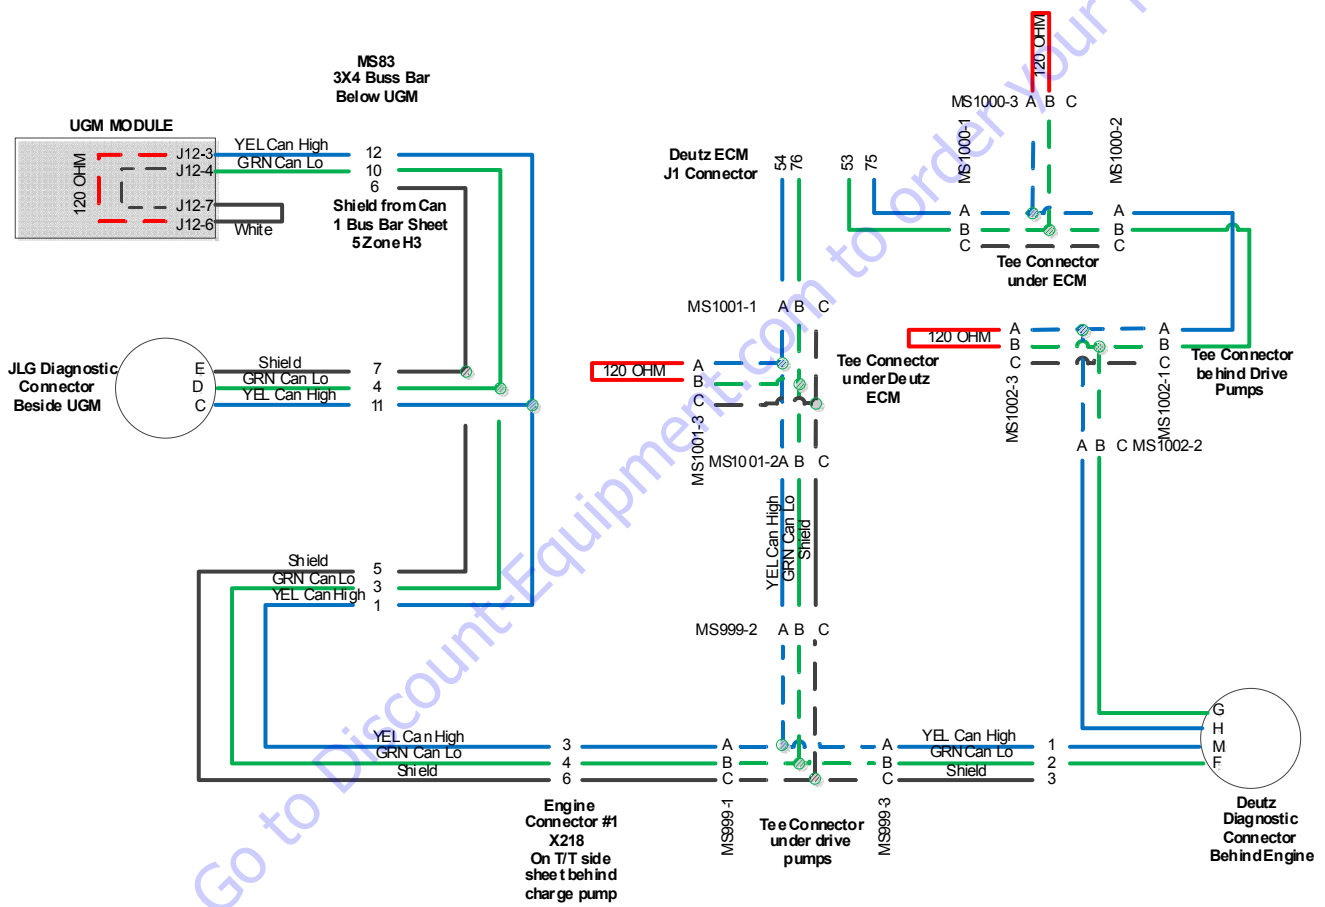 MS83
3X4 Buss Bar
Below UGM
UGM MODULE
120 OHM
J12-3
J12-4
J12-7
J12-6
YEL Can High
GRN Can Lo
White
12
10
6
Shield from Can
1 Bus Bar Sheet
5 Zone H3
JLG Diagnostic
Connector
Beside UGM
E
D
C
Shield
GRN Can Lo
YEL Can High
7
4
11
Shield
GRN Can Lo
YEL Can High
5
3
1
YEL Can High
GRN Can Lo
Shield
3
4
6
Engine
Connector #1
X218
On T/T side
sheet behind
charge pump
Deutz ECM
J1 Connector
54
76
53
75
MS1001-1 A B C
120 OHM
A
B
C
MS1001-3
Tee Connector
under Deutz
ECM
MS1001-2 A B C
YEL Can High
GRN Can Lo
Shield
MS999-2 A B C
A
B
C
MS999-1
Tee Connector
under drive
pumps
A
B
C
MS999-3
YEL Can High
GRN Can Lo
Shield
1
2
3
120 OHM
MS1000-3 A B C
MS1000-1
MS1000-2
A
B
C
A
B
C
Tee Connector
under ECM
120 OHM
A
B
C
MS1002-3
A
B
C
MS1002-1
Tee Connector
behind Drive
Pumps
A B C MS1002-2
G
H
M
F
Deutz
Diagnostic
Connector
Behind Engine
Go to Discount-Equipment.com to order your